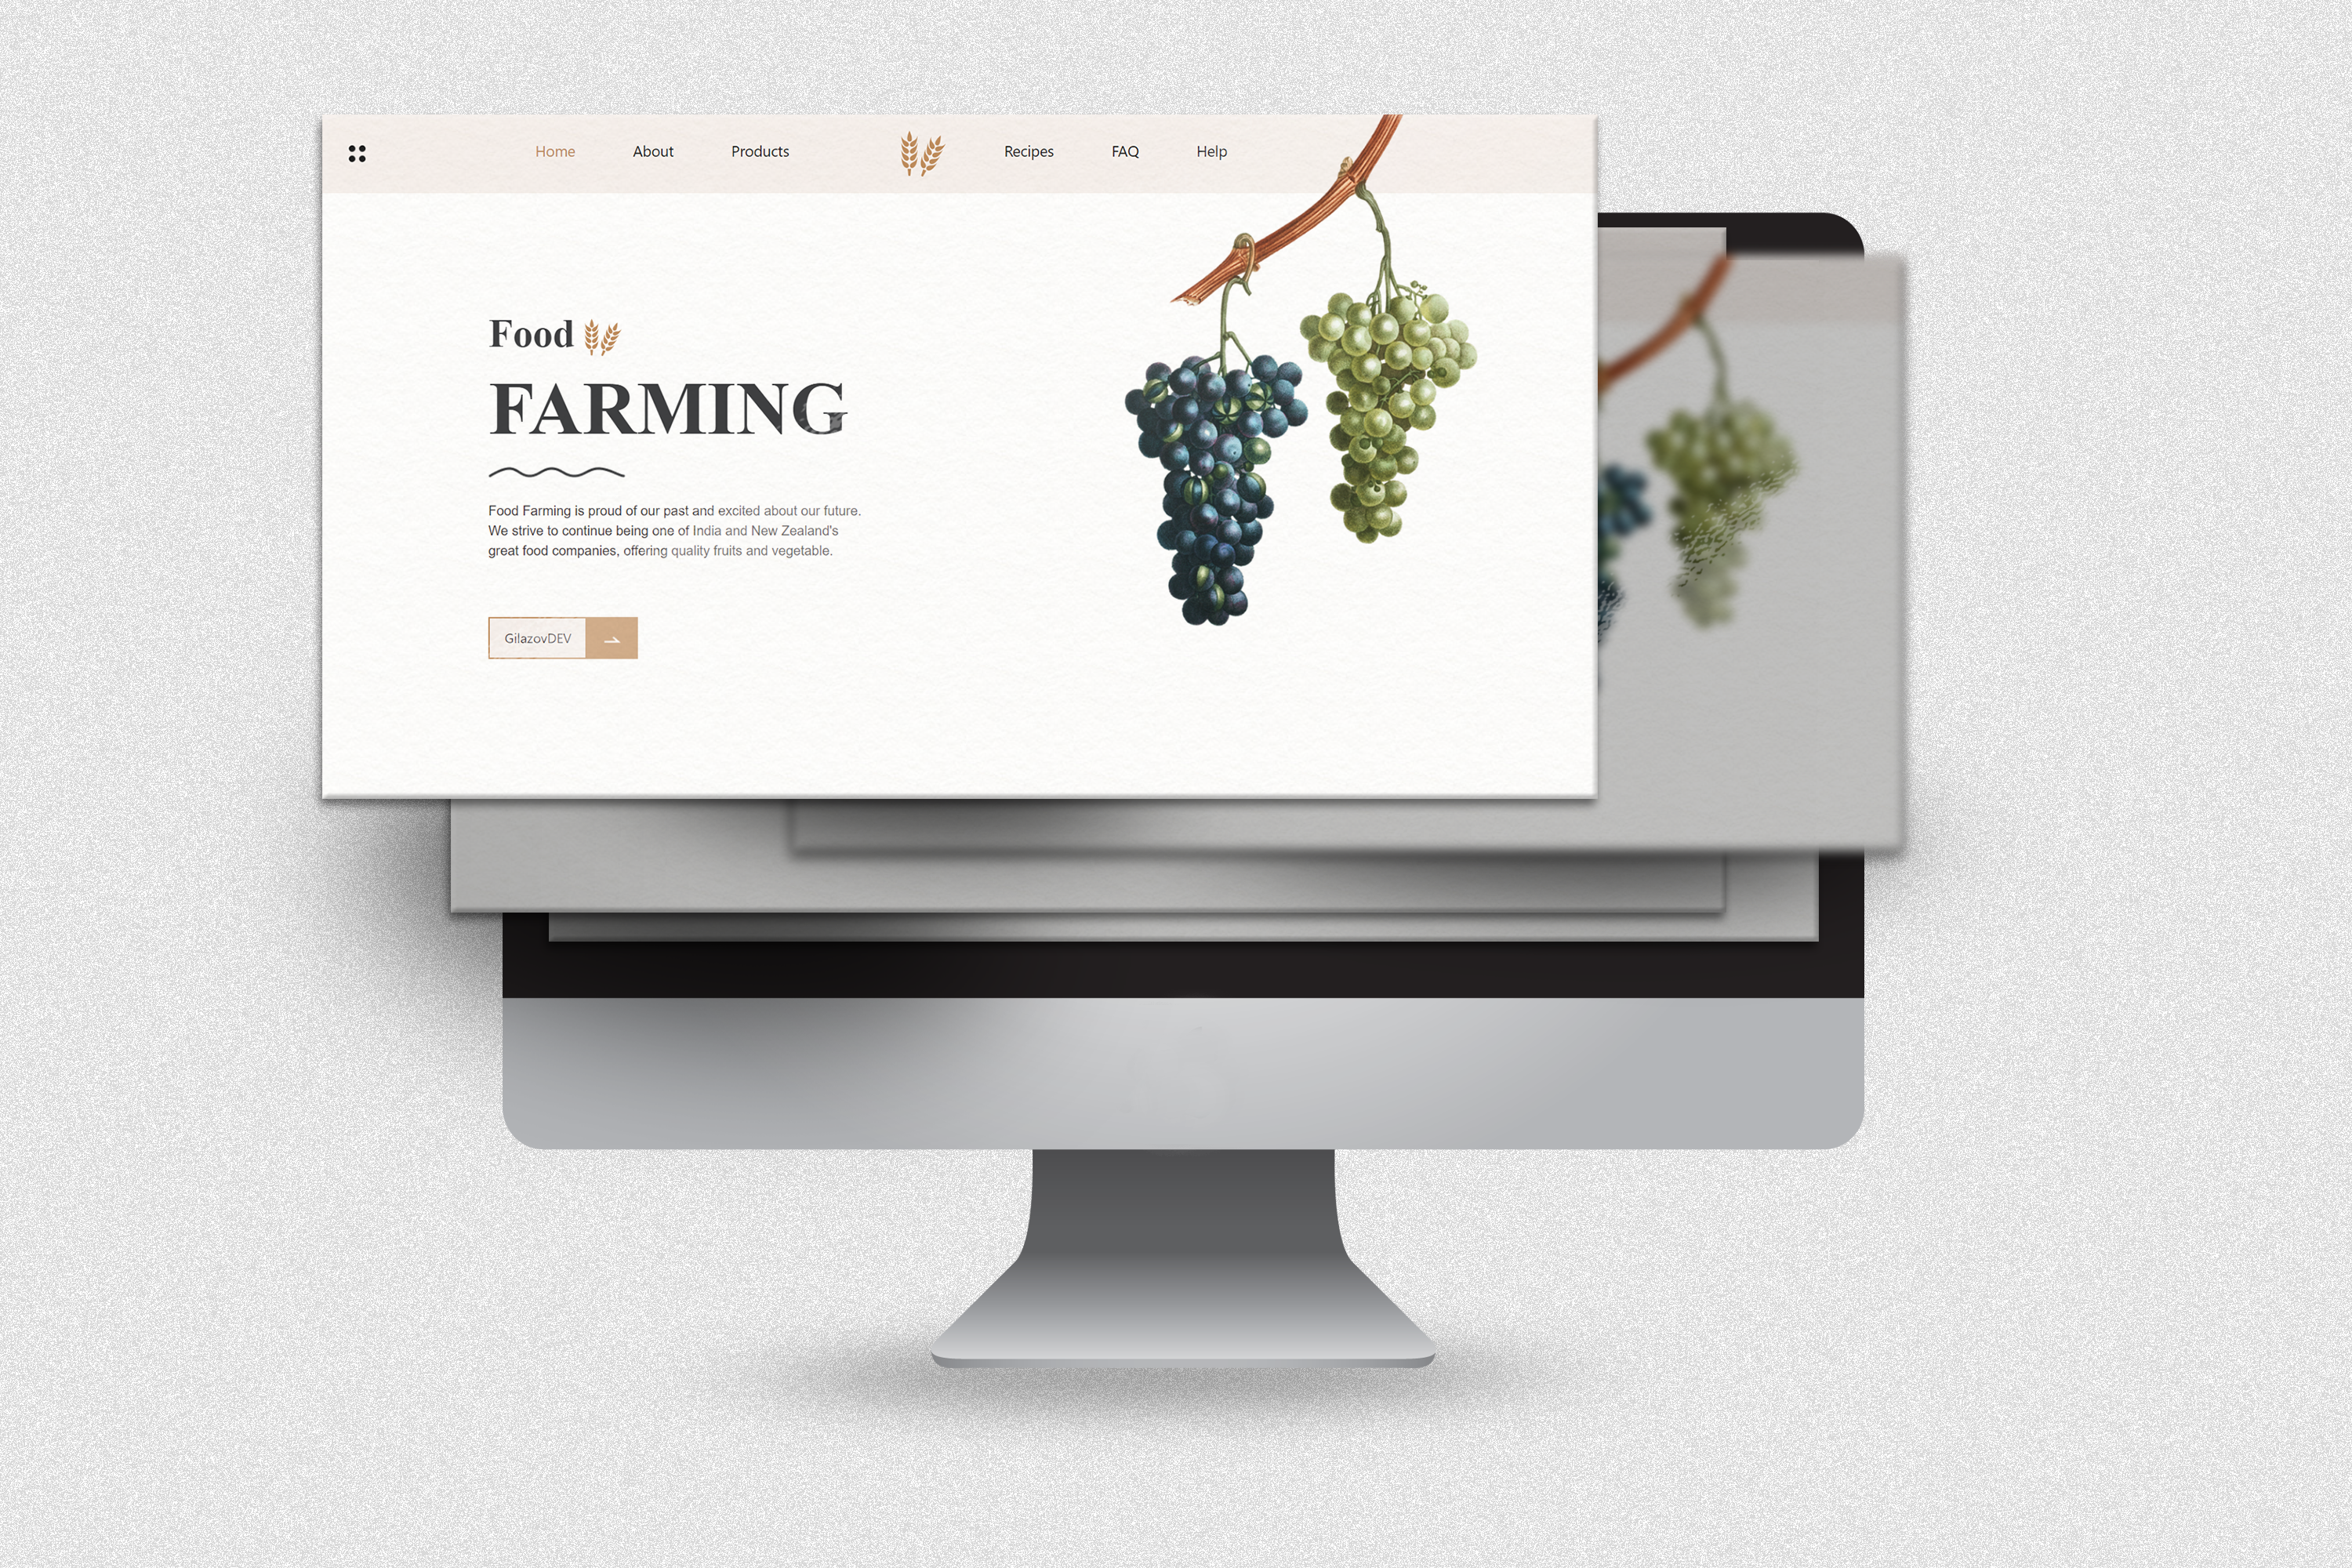 Home About Products Recipes FAQ Help
Food
FARMING
Food Farming is proud of our past and excited about our future.
We strive to continue being one of India and New Zealand's
great food companies, offering quality fruits and vegetable.
GilazovDEV